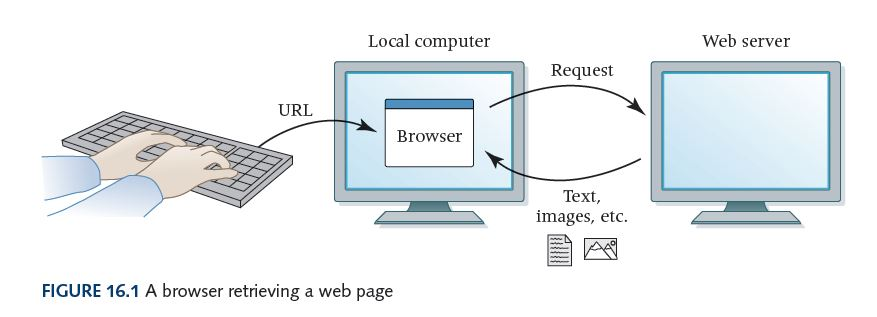 Local computer
Web server
Request
URL
Browser
Text,
images, etc.
FIGURE 16.1 A browser retrieving a web page